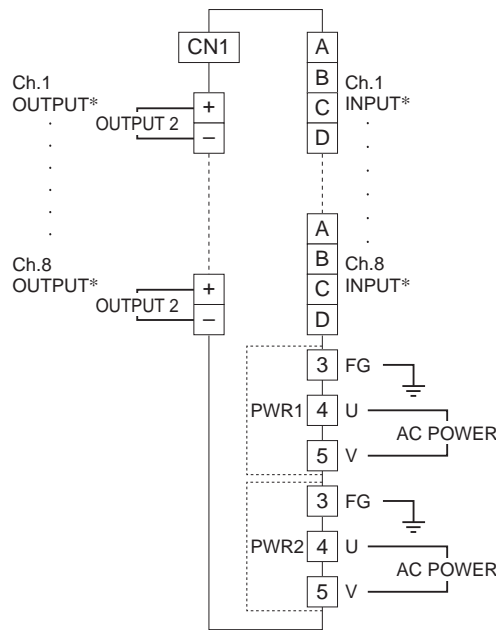 CN1
Ch.1
OUTPUT*
OUTPUT 2
+
–
Ch.8
OUTPUT*
OUTPUT 2
+
–
A
B
C
D
Ch.1
INPUT*
A
B
C
D
Ch.8
INPUT*
PWR1
3 FG
4 U
5 V
AC POWER
PWR2
3 FG
4 U
5 V
AC POWER